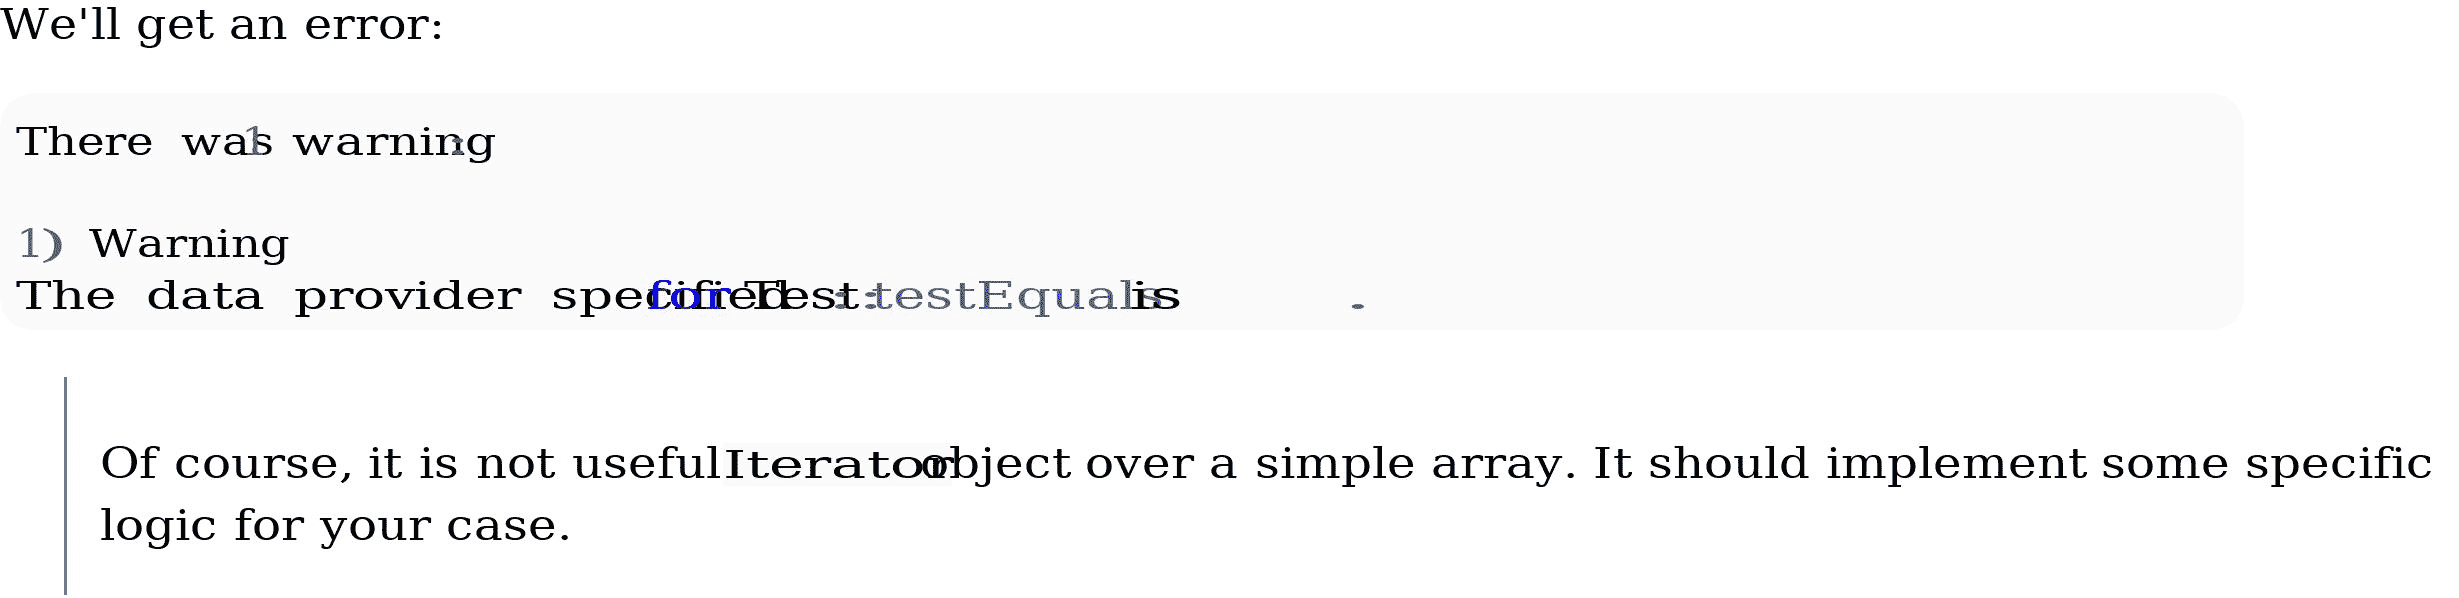 We'll get an error:
There was 1 warning:
1) Warning
The data provider specified for Test::testEquals is .
Of course, it is not useful Iterator object over a simple array. It should implement some specific
logic for your case.